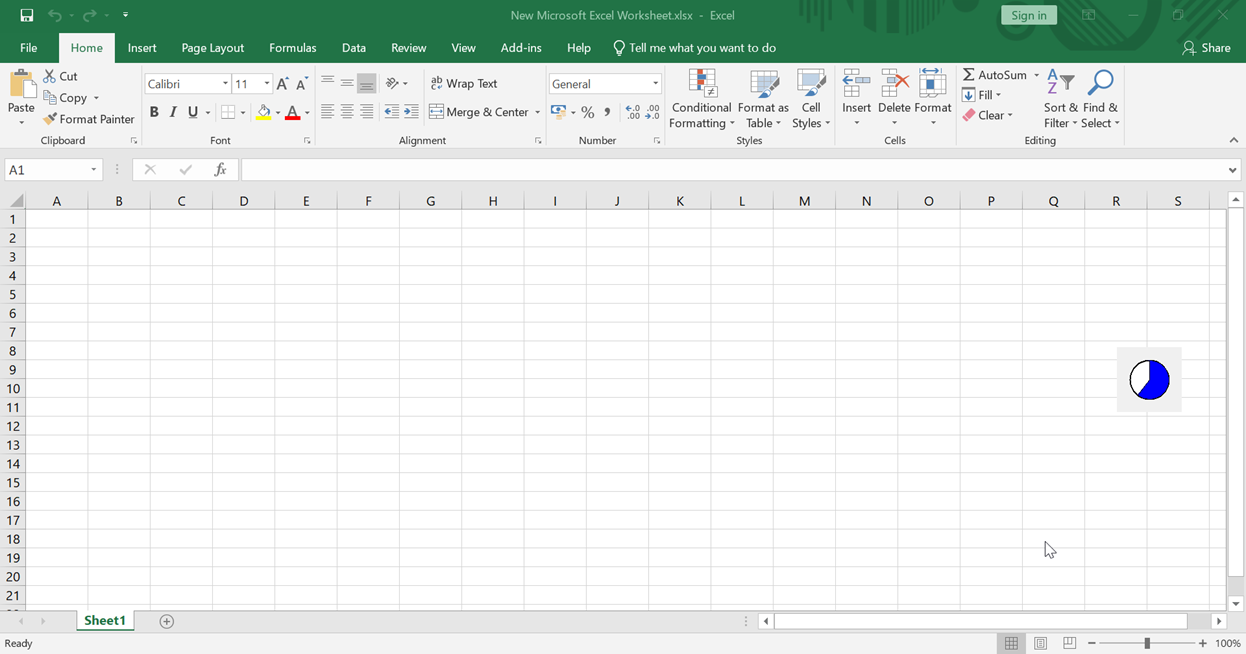 New Microsoft Excel Worksheet.xlsx - Excel
Sign in
File Home Insert Page Layout Formulas Data Review View Add-ins Help Tell me what you want to do Share
Paste
Cut
Copy
Format Painter
Clipboard
Calibri 11 A A
B I U A
Font
ab Wrap Text
Merge & Center
Alignment
General
% ,
Number
Conditional Formatting
Format as Table
Cell Styles
Styles
Insert Delete Format
Cells
Σ AutoSum
Fill
Clear
Sort & Filter
Find & Select
Editing
A1 fx
A B C D E F G H I J K L M N O P Q R S
1
2
3
4
5
6
7
8
9
10
11
12
13
14
15
16
17
18
19
20
21
Sheet1
Ready 100%